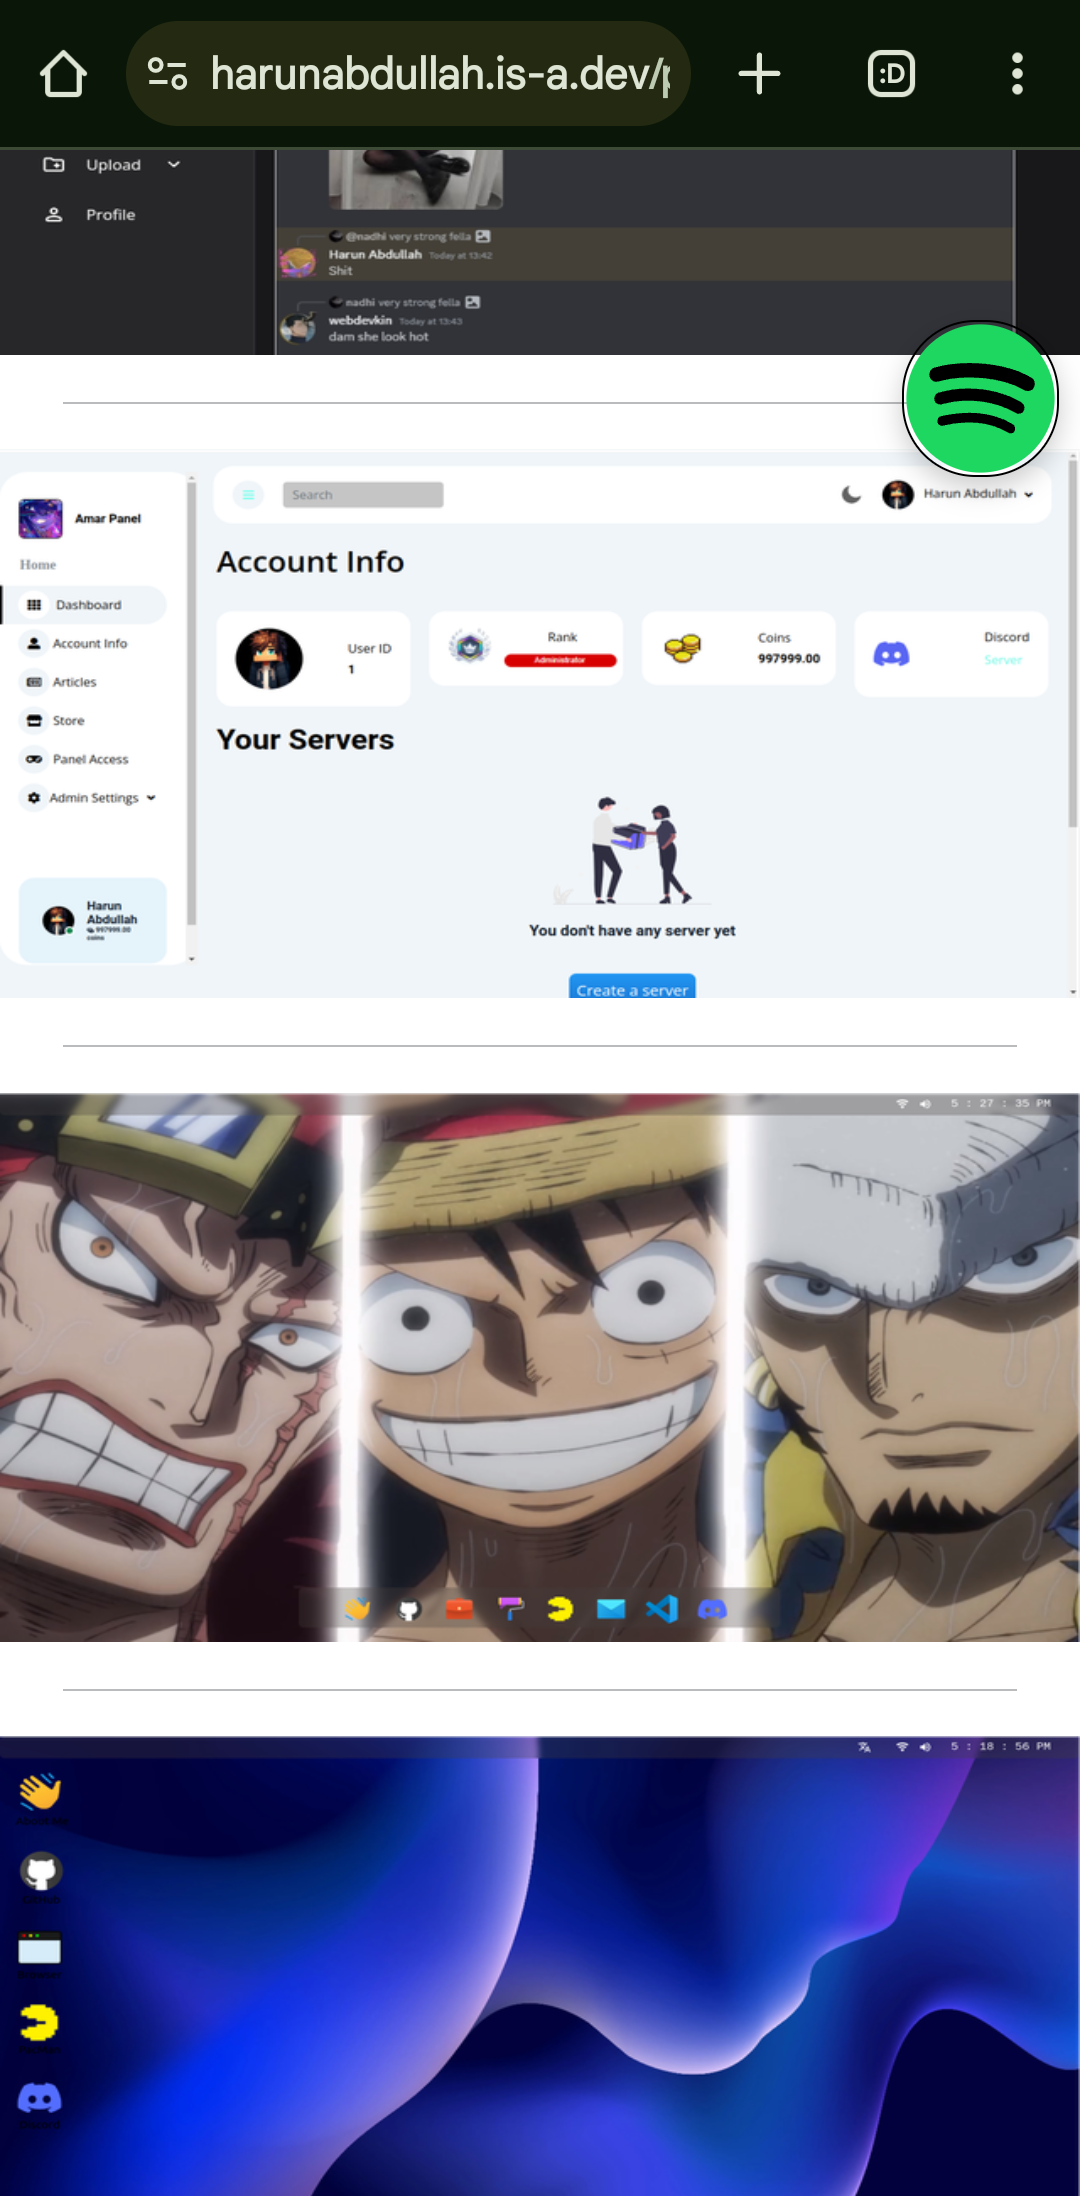 harunabdullah.is-a.dev/
:D
Upload
Profile
@nadhi very strong fella
Harun Abdullah Today at 13:42
Shit
nadhi very strong fella
webdevkin Today at 13:43
dam she look hot
Amar Panel
Search
Harun Abdullah
Home
Account Info
Dashboard
Account Info
Articles
Store
Panel Access
Admin Settings
User ID
1
Rank
Administrator
Coins
997999.00
Discord
Server
Your Servers
Harun
Abdullah
997999.00
coins
You don't have any server yet
Create a server
5 : 27 : 35 PM
5 : 18 : 56 PM